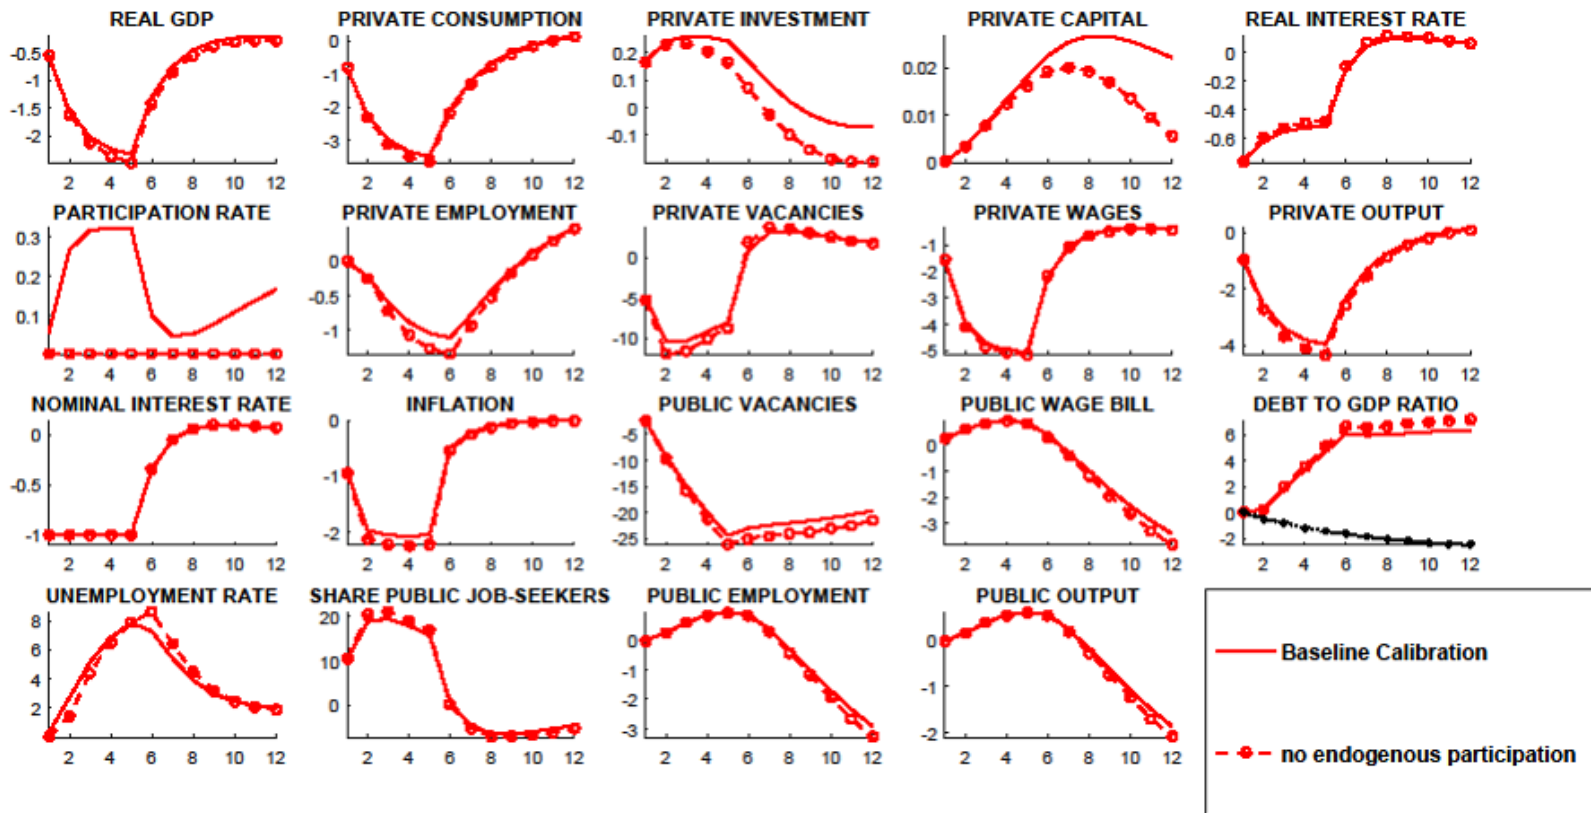 REAL GDP
-0.5
-1
-1.5
-2
2 4 6 8 10 12
PRIVATE CONSUMPTION
0
-1
-2
-3
2 4 6 8 10 12
PRIVATE INVESTMENT
0.2
0.1
0
-0.1
2 4 6 8 10 12
PRIVATE CAPITAL
0.02
0.01
0
2 4 6 8 10 12
REAL INTEREST RATE
0
-0.2
-0.4
-0.6
2 4 6 8 10 12
PARTICIPATION RATE
0.3
0.2
0.1
2 4 6 8 10 12
PRIVATE EMPLOYMENT
0
-0.5
-1
2 4 6 8 10 12
PRIVATE VACANCIES
0
-5
-10
2 4 6 8 10 12
PRIVATE WAGES
-1
-2
-3
-4
-5
2 4 6 8 10 12
PRIVATE OUTPUT
0
-2
-4
2 4 6 8 10 12
NOMINAL INTEREST RATE
0
-0.5
-1
2 4 6 8 10 12
INFLATION
0
-1
-2
2 4 6 8 10 12
PUBLIC VACANCIES
-5
-10
-15
-20
-25
2 4 6 8 10 12
PUBLIC WAGE BILL
0
-1
-2
-3
2 4 6 8 10 12
DEBT TO GDP RATIO
6
4
2
0
-2
2 4 6 8 10 12
UNEMPLOYMENT RATE
8
6
4
2
2 4 6 8 10 12
SHARE PUBLIC JOB-SEEKERS
20
10
0
2 4 6 8 10 12
PUBLIC EMPLOYMENT
0
-1
-2
-3
2 4 6 8 10 12
PUBLIC OUTPUT
0
-1
-2
2 4 6 8 10 12
Baseline Calibration
no endogenous participation